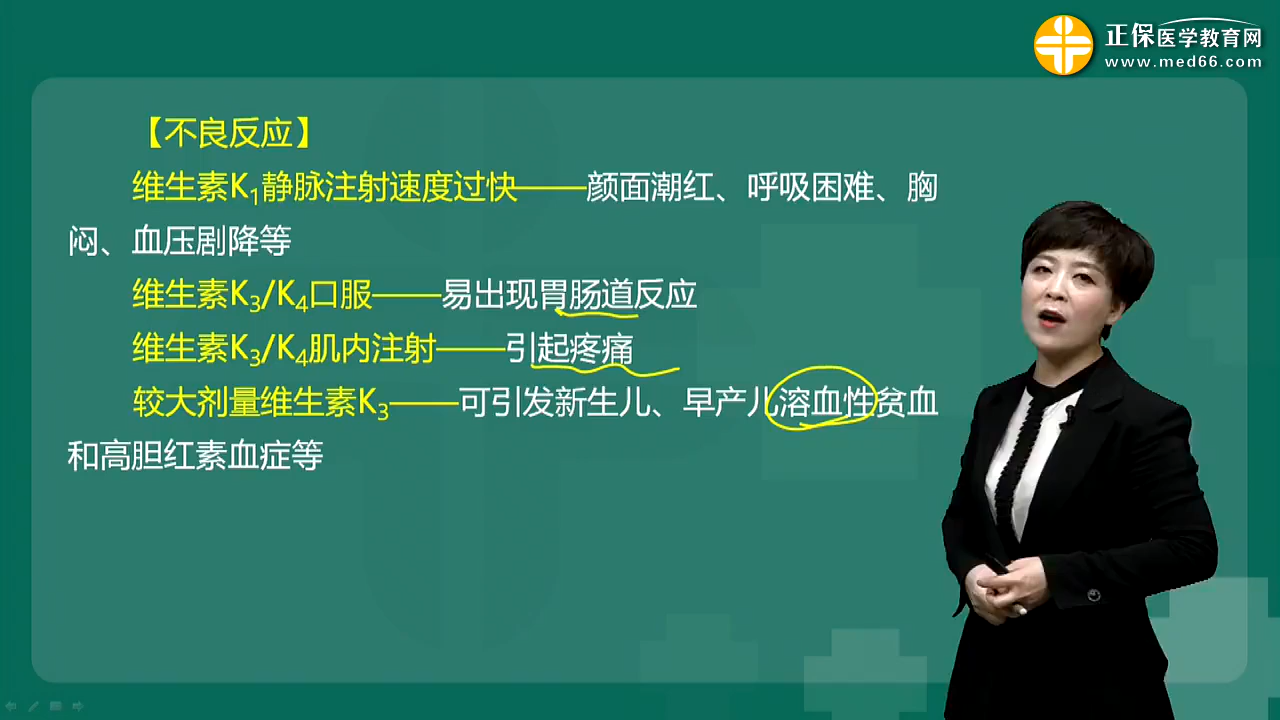 正保医学教育网
www.med66.com
【不良反应】
维生素K₁静脉注射速度过快——颜面潮红、呼吸困难、胸
闷、血压剧降等
维生素K₃/K₄口服——易出现胃肠道反应
维生素K₃/K₄肌内注射——引起疼痛
较大剂量维生素K₃——可引发新生儿、早产儿溶血性贫血
和高胆红素血症等